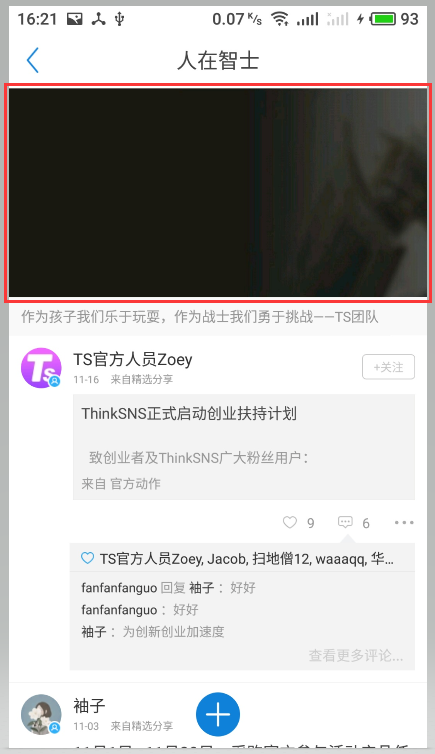 16:21 0.07 K/s 93
人在智士
作为孩子我们乐于玩耍，作为战士我们勇于挑战——TS团队
TS官方人员Zoey
+关注
11-16 来自精选分享
ThinkSNS正式启动创业扶持计划
致创业者及ThinkSNS广大粉丝用户：
来自 官方动作
9 6
TS官方人员Zoey, Jacob, 扫地僧12, waaaqq, 华...
fanfanfanguo 回复 袖子 ：好好
fanfanfanguo ：好好
袖子 ：为创新创业加速度
查看更多评论...
袖子
11-03 来自精选分享